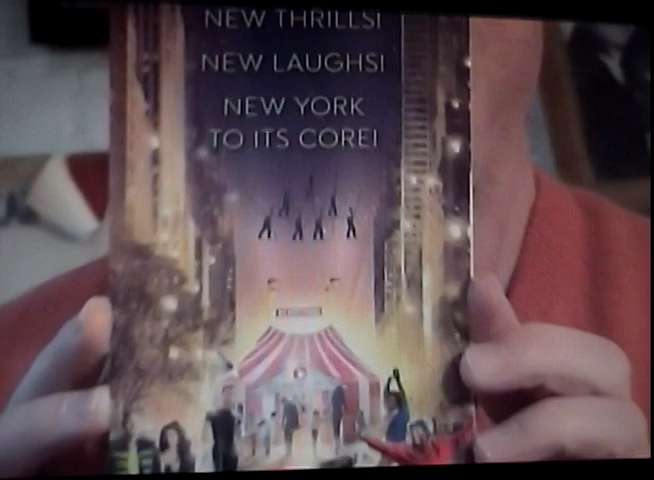 NEW THRILLS!
NEW LAUGHS!
NEW YORK
TO ITS CORE!